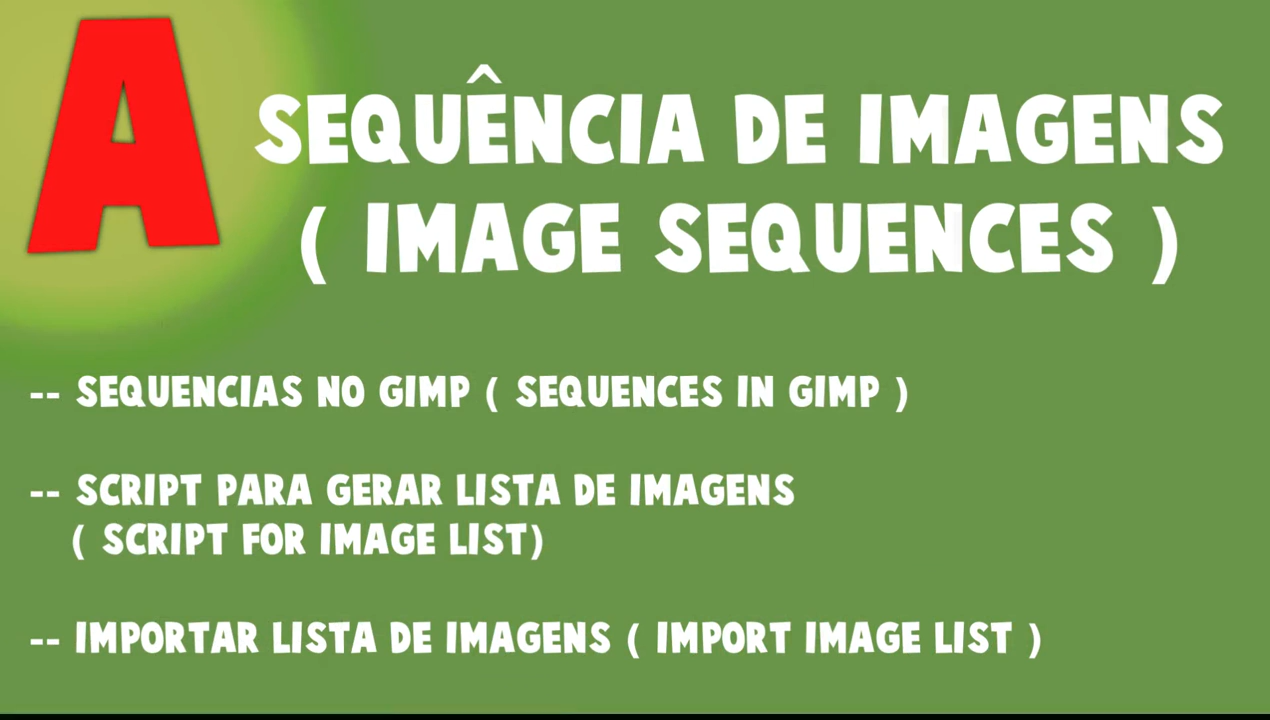 A
SEQUÊNCIA DE IMAGENS
( IMAGE SEQUENCES )
-- SEQUENCIAS NO GIMP ( SEQUENCES IN GIMP )
-- SCRIPT PARA GERAR LISTA DE IMAGENS
( SCRIPT FOR IMAGE LIST)
-- IMPORTAR LISTA DE IMAGENS ( IMPORT IMAGE LIST )